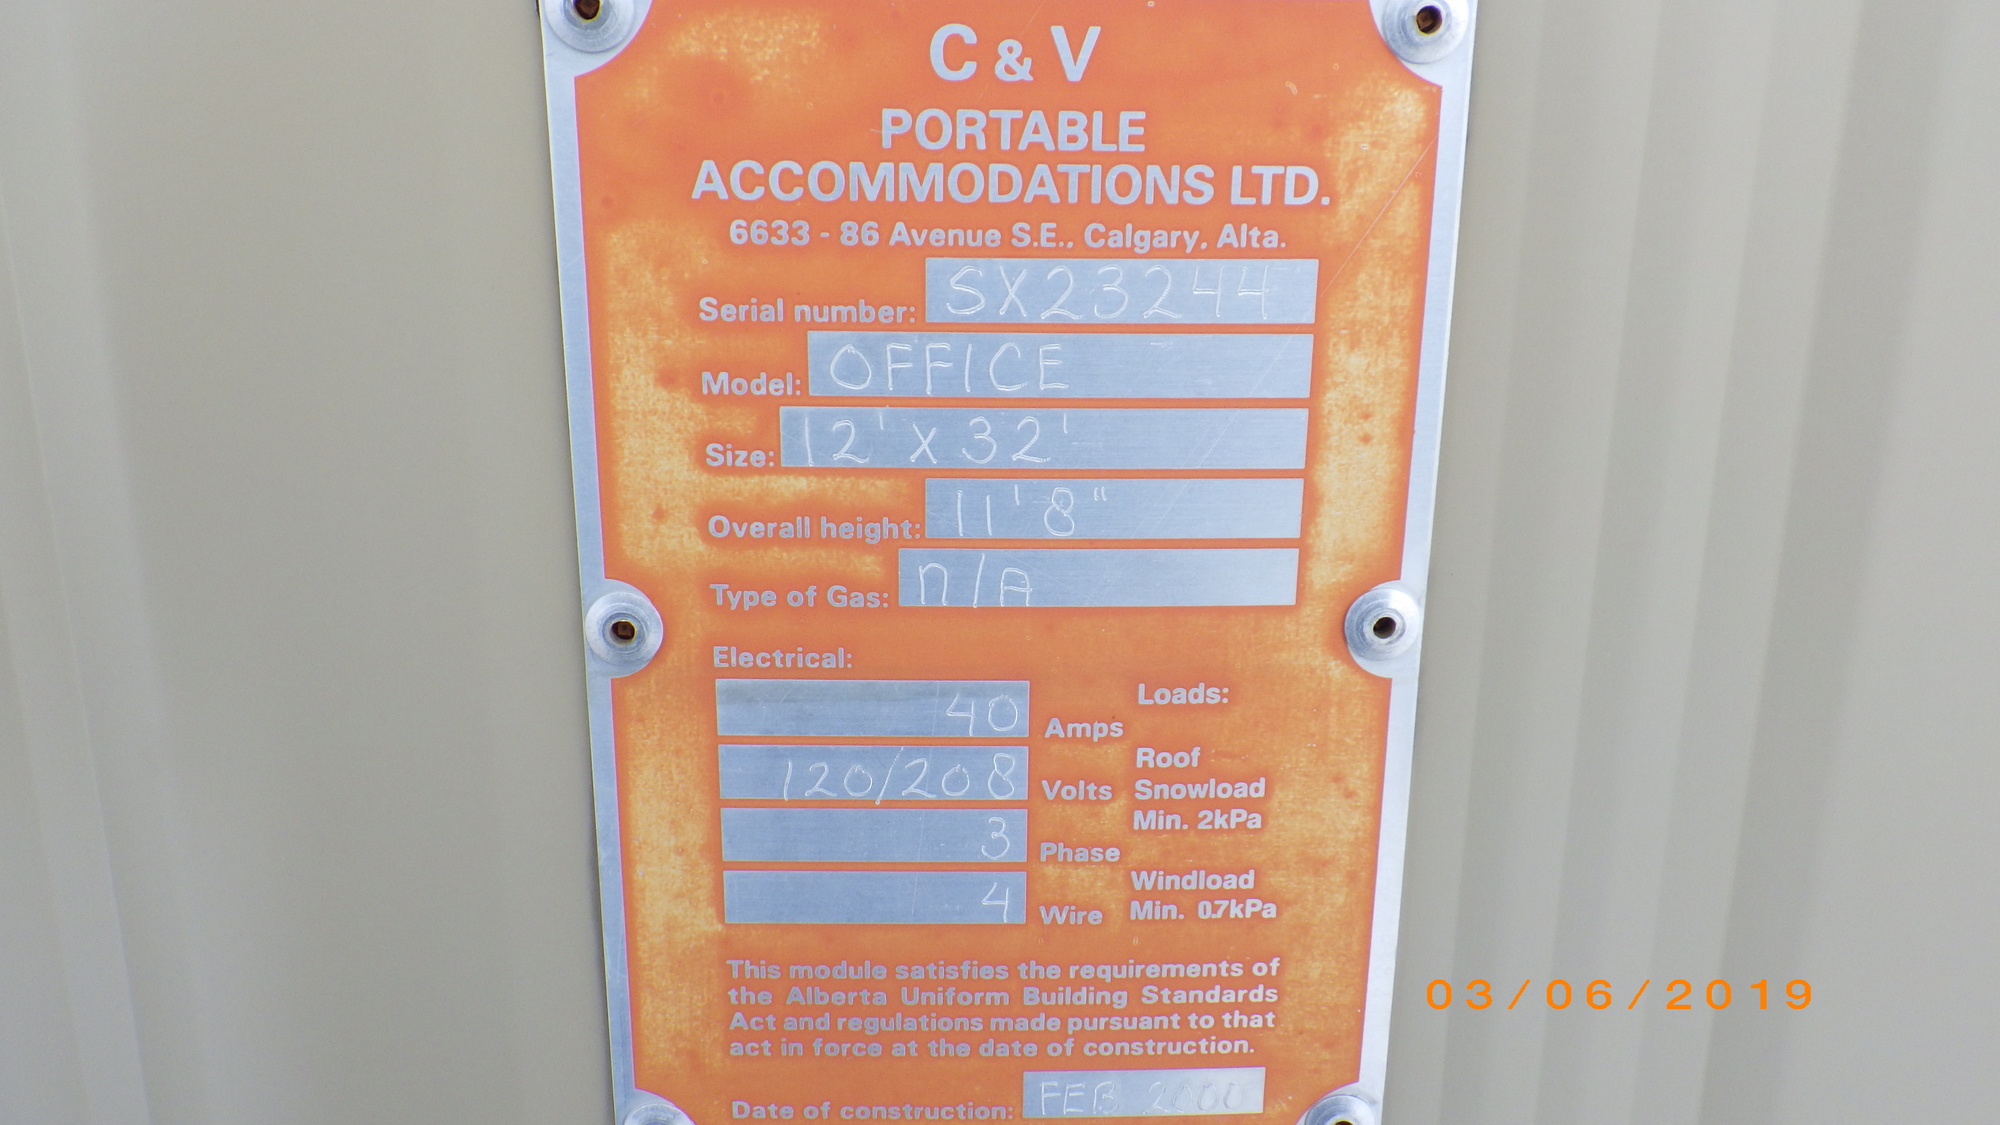 C & V
PORTABLE
ACCOMMODATIONS LTD.
6633 - 86 Avenue S.E., Calgary, Alta.
Serial number: SX23244
Model: OFFICE
Size: 12' X 32'
Overall height: 11' 8"
Type of Gas: n/A
Electrical:
40 Amps
120/208 Volts
3 Phase
4 Wire
Loads:
Roof
Snowload
Min. 2kPa
Windload
Min. 0.7kPa
This module satisfies the requirements of
the Alberta Uniform Building Standards
Act and regulations made pursuant to that
act in force at the date of construction.
Date of construction: FEB 2000
03/06/2019